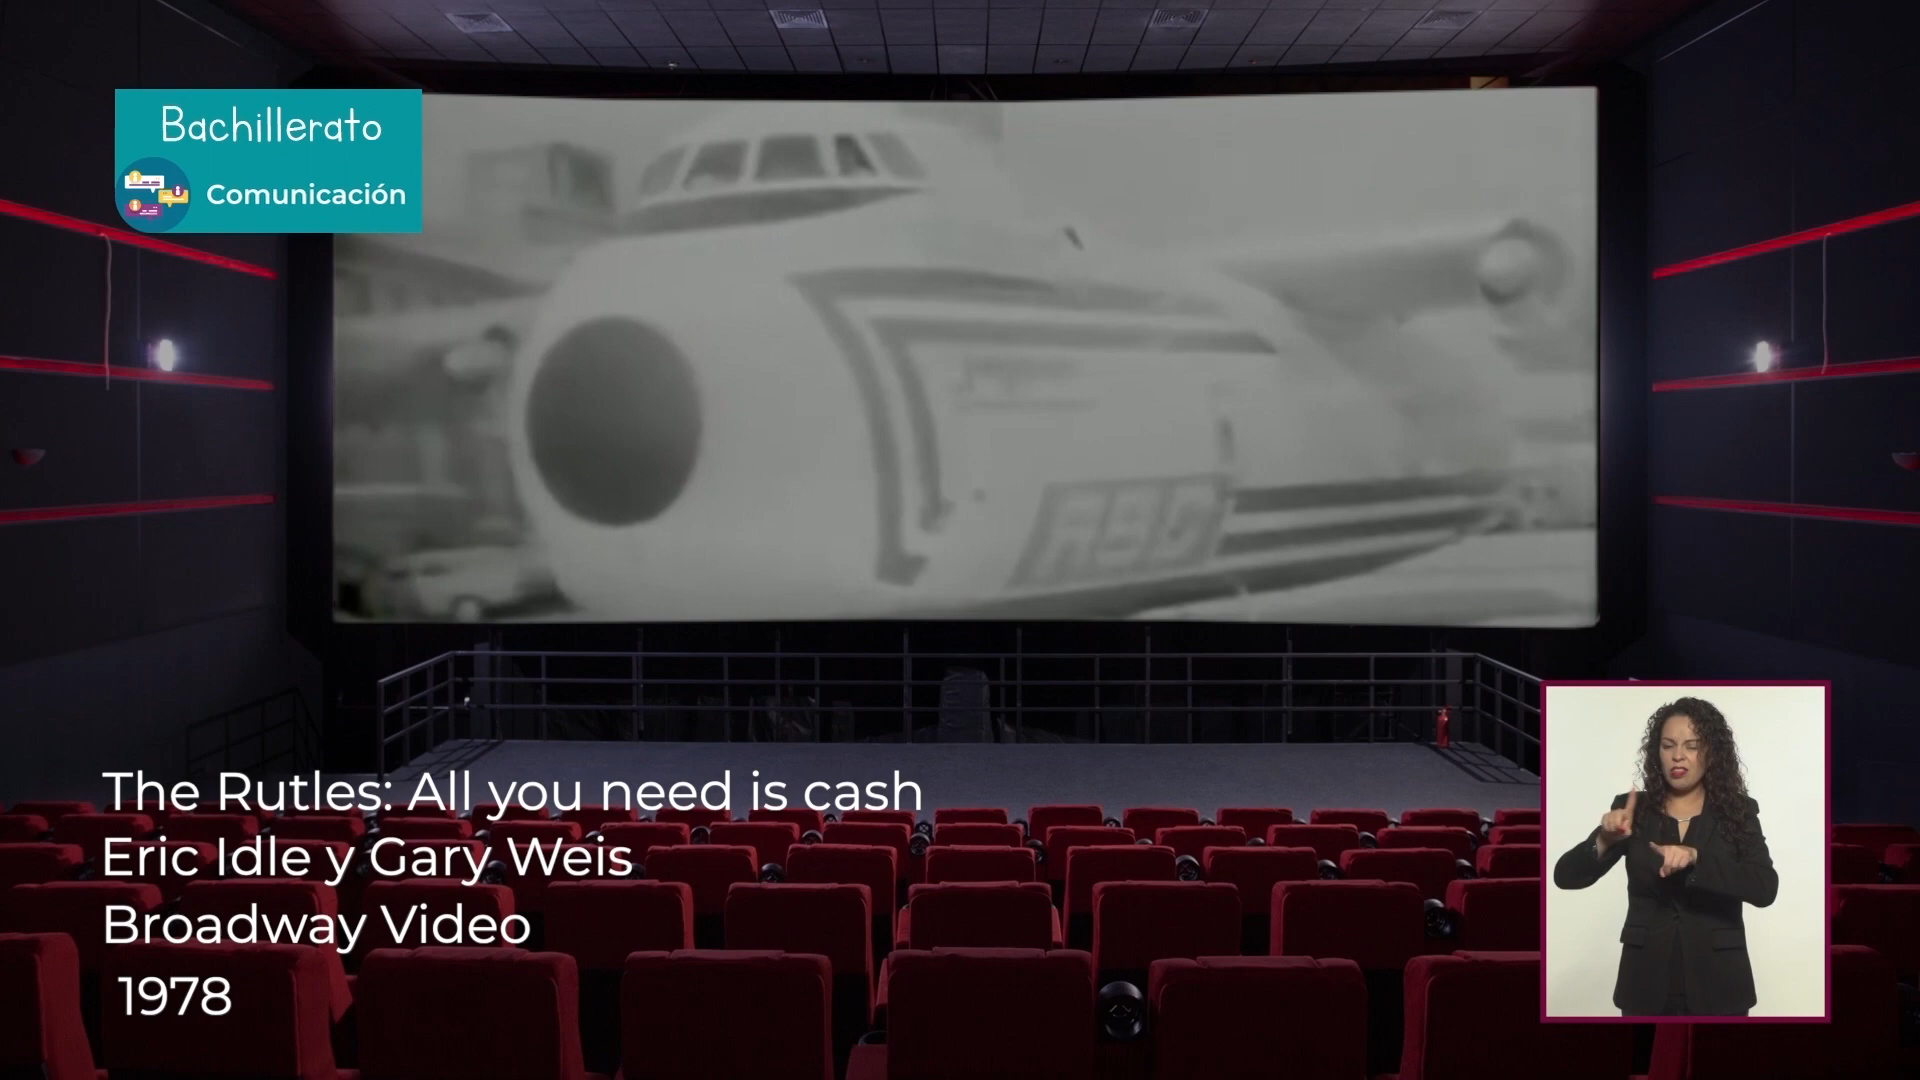 Bachillerato
Comunicación
The Rutles: All you need is cash
Eric Idle y Gary Weis
Broadway Video
1978